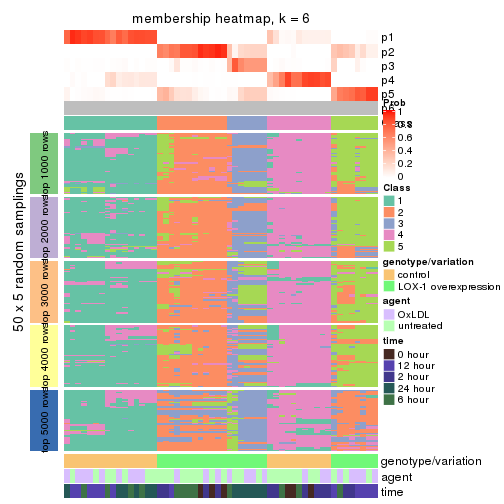 membership heatmap, k = 6
p1
p2
p3
p4
p5
Prob
1
0.6
0.4
0.2
0
Class
1
2
3
4
5
genotype/variation
control
LOX-1 overexpression
agent
OxLDL
untreated
time
0 hour
12 hour
2 hour
24 hour
6 hour
50 x 5 random samplings
top 1000 rows
top 2000 rows
top 3000 rows
top 4000 rows
top 5000 rows
genotype/variation
agent
time